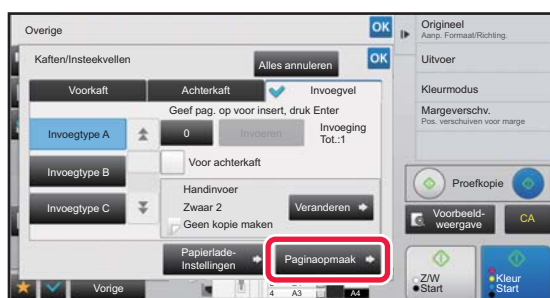 Overige
OK
Kaften/Insteekvellen
Alles annuleren
OK
Voorkaft
Achterkaft
Invoegvel
Geef pag. op voor insert, druk Enter
Invoegtype A
0
Invoeren
Invoeging
Tot.:1
Invoegtype B
Voor achterkaft
Invoegtype C
Handinvoer
Zwaar 2
Geen kopie maken
Veranderen
Papierlade-
Instellingen
Paginaopmaak
Vorige
4 A3
A4
Origineel
Aanp. Formaat/Richting.
Uitvoer
Kleurmodus
Margeverschv.
Pos. verschuiven voor marge
Proefkopie
Voorbeeld-
weergave
CA
Z/W
Start
Kleur
Start